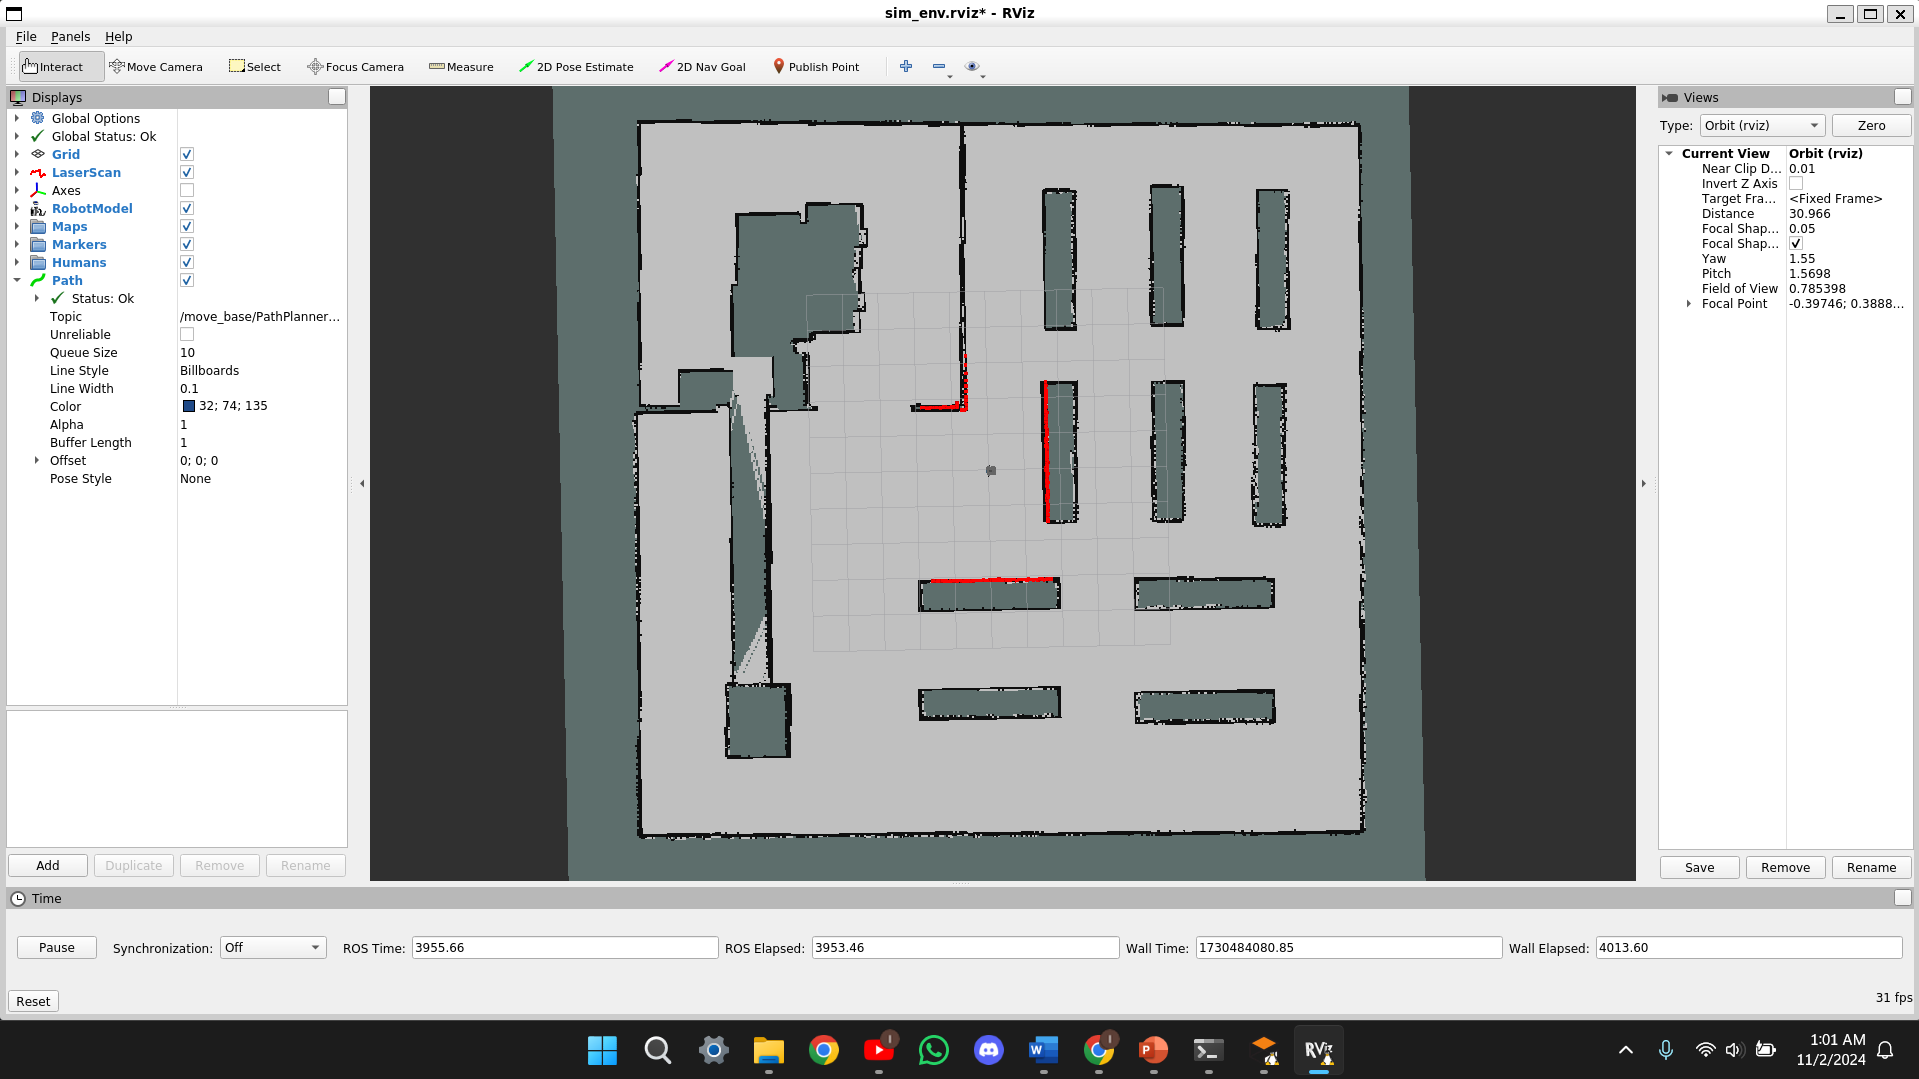 sim_env.rviz* - RViz
File Panels Help
Interact Move Camera Select Focus Camera Measure 2D Pose Estimate 2D Nav Goal Publish Point
Displays
Global Options
Global Status: Ok
Grid
LaserScan
Axes
RobotModel
Maps
Markers
Humans
Path
Status: Ok
Topic /move_base/PathPlanner...
Unreliable
Queue Size 10
Line Style Billboards
Line Width 0.1
Color 32; 74; 135
Alpha 1
Buffer Length 1
Offset 0; 0; 0
Pose Style None
Add Duplicate Remove Rename
Views
Type: Orbit (rviz) Zero
Current View Orbit (rviz)
Near Clip D... 0.01
Invert Z Axis
Target Fra... <Fixed Frame>
Distance 30.966
Focal Shap... 0.05
Focal Shap...
Yaw 1.55
Pitch 1.5698
Field of View 0.785398
Focal Point -0.39746; 0.3888...
Save Remove Rename
Time
Pause Synchronization: Off ROS Time: 3955.66 ROS Elapsed: 3953.46 Wall Time: 1730484080.85 Wall Elapsed: 4013.60
Reset 31 fps
RViz
1:01 AM
11/2/2024